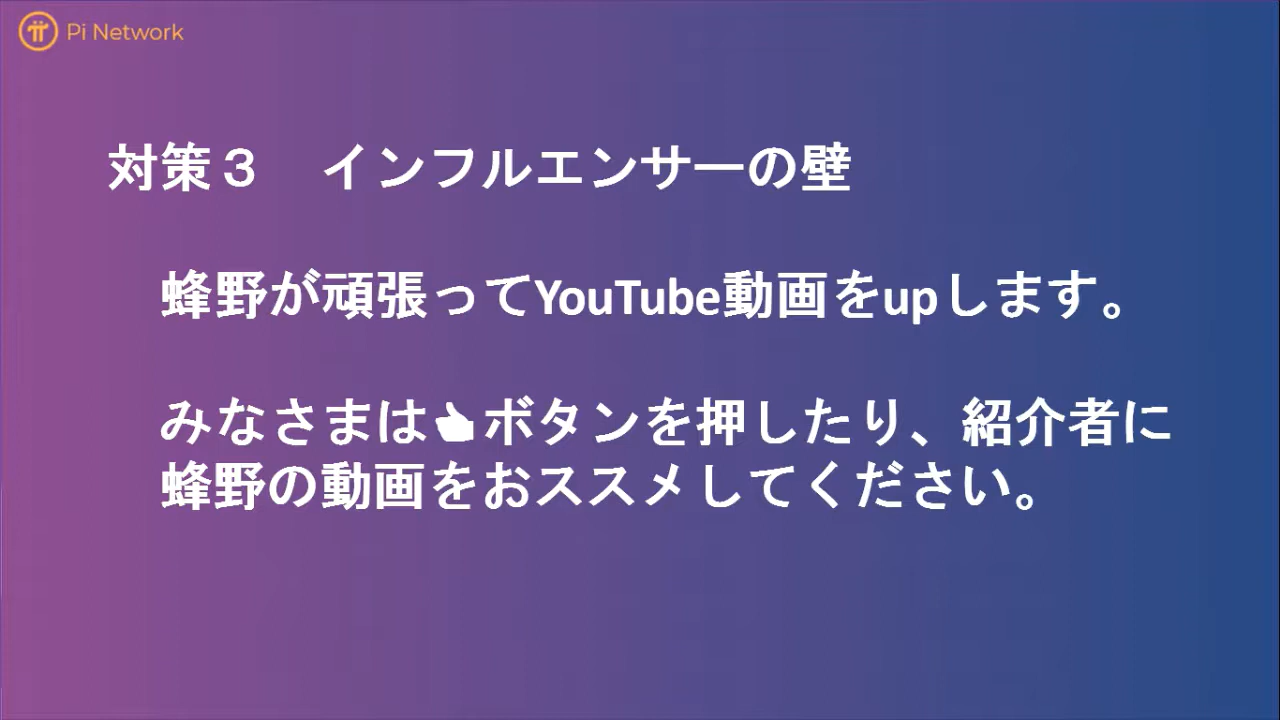 Pi Network
対策３　インフルエンサーの壁
蜂野が頑張ってYouTube動画をupします。
みなさまは👍ボタンを押したり、紹介者に
蜂野の動画をおススメしてください。